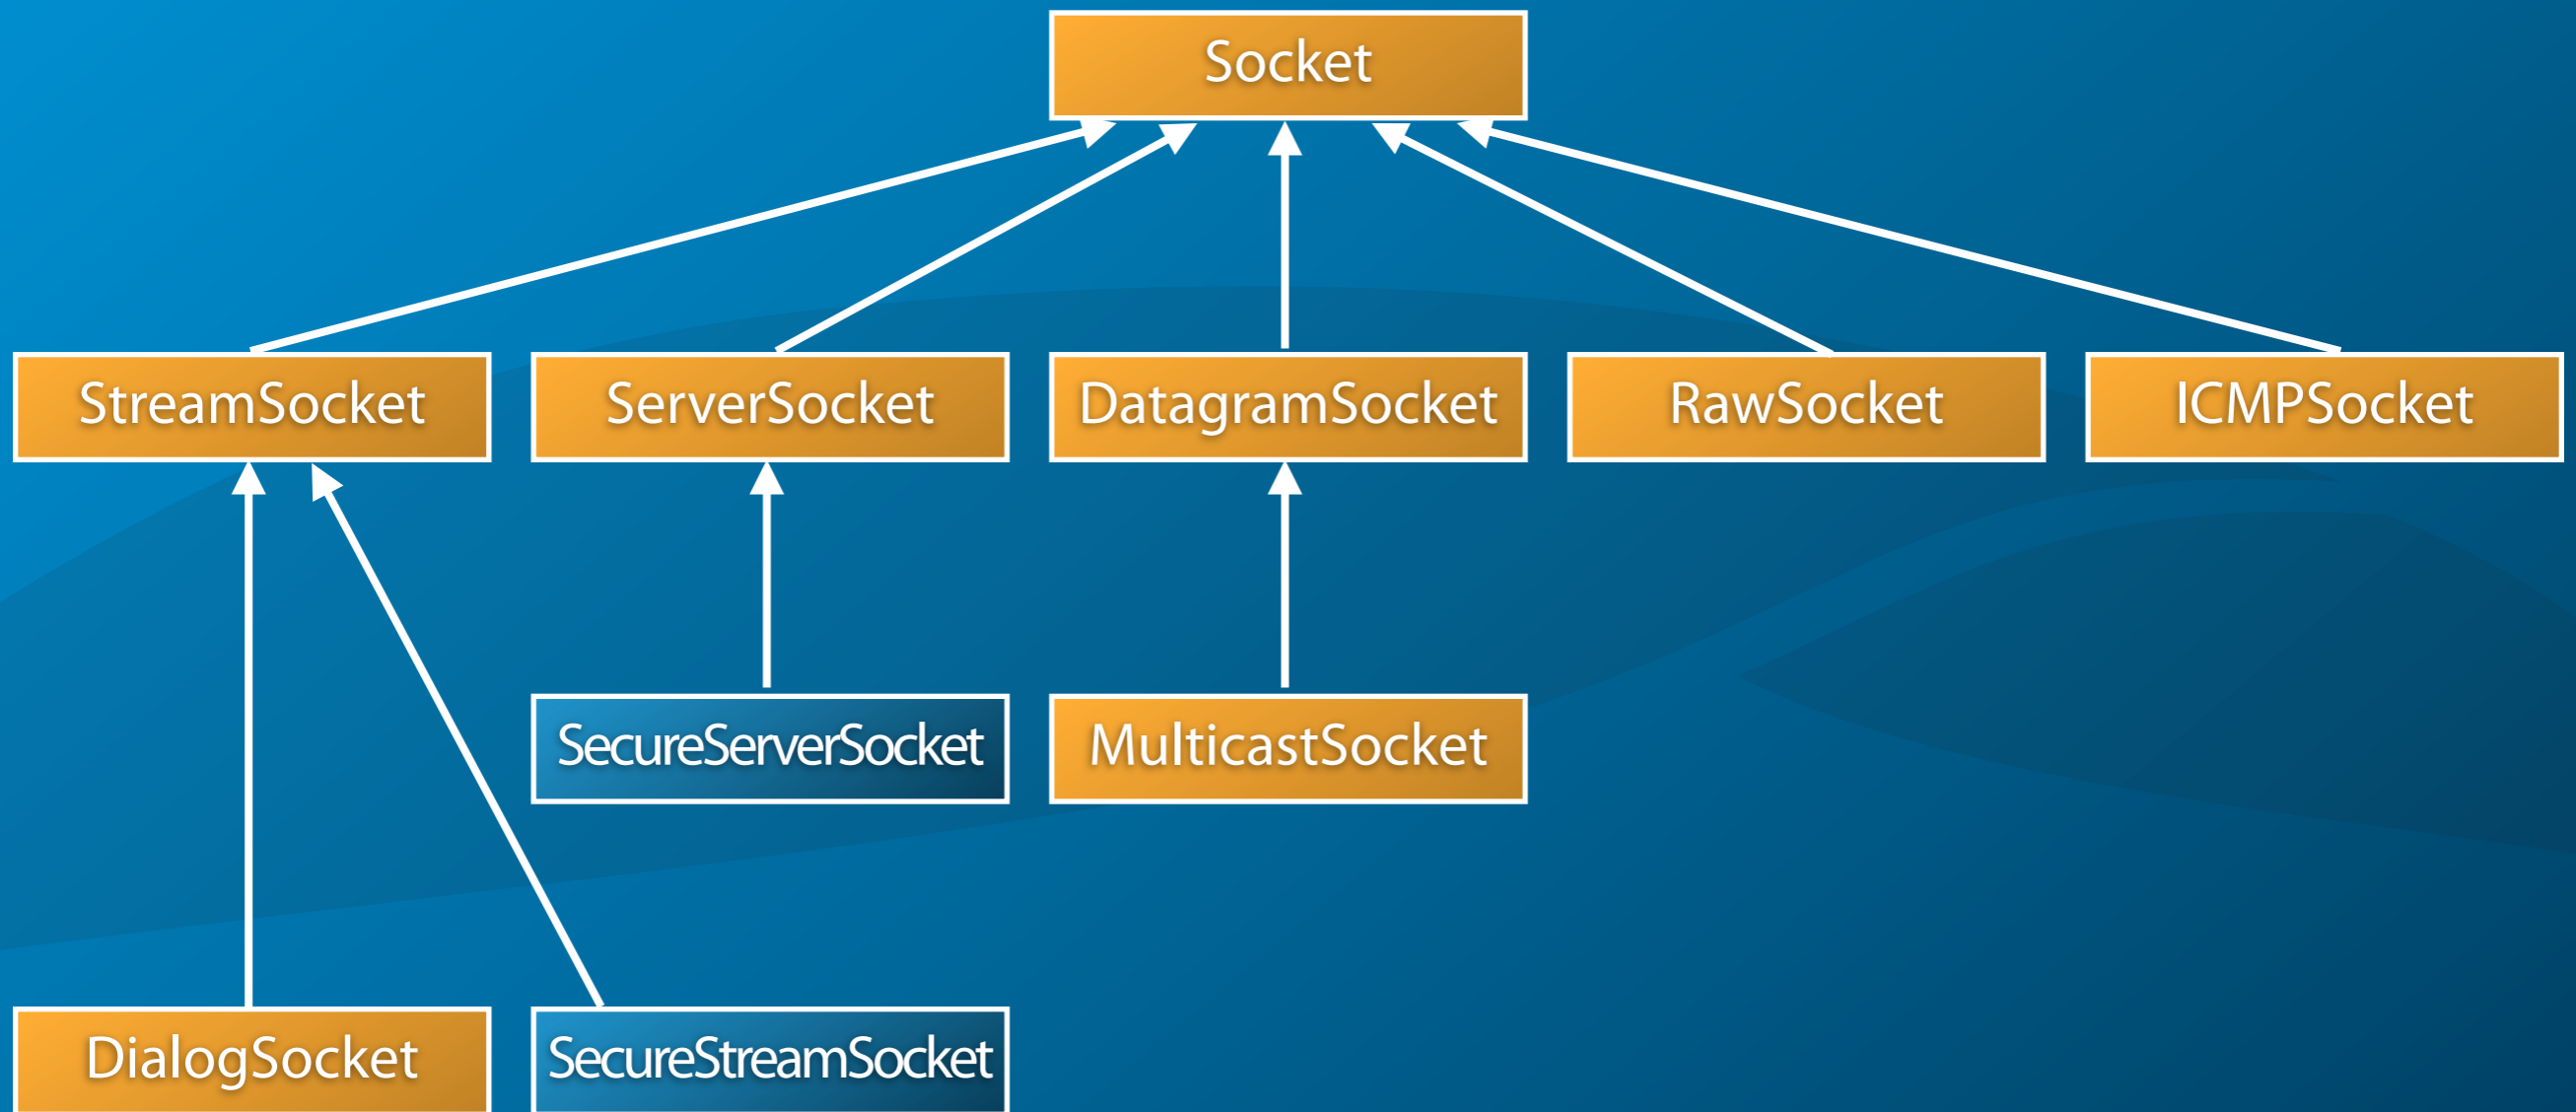 Socket
StreamSocket
ServerSocket
DatagramSocket
RawSocket
ICMPSocket
SecureServerSocket
MulticastSocket
DialogSocket
SecureStreamSocket